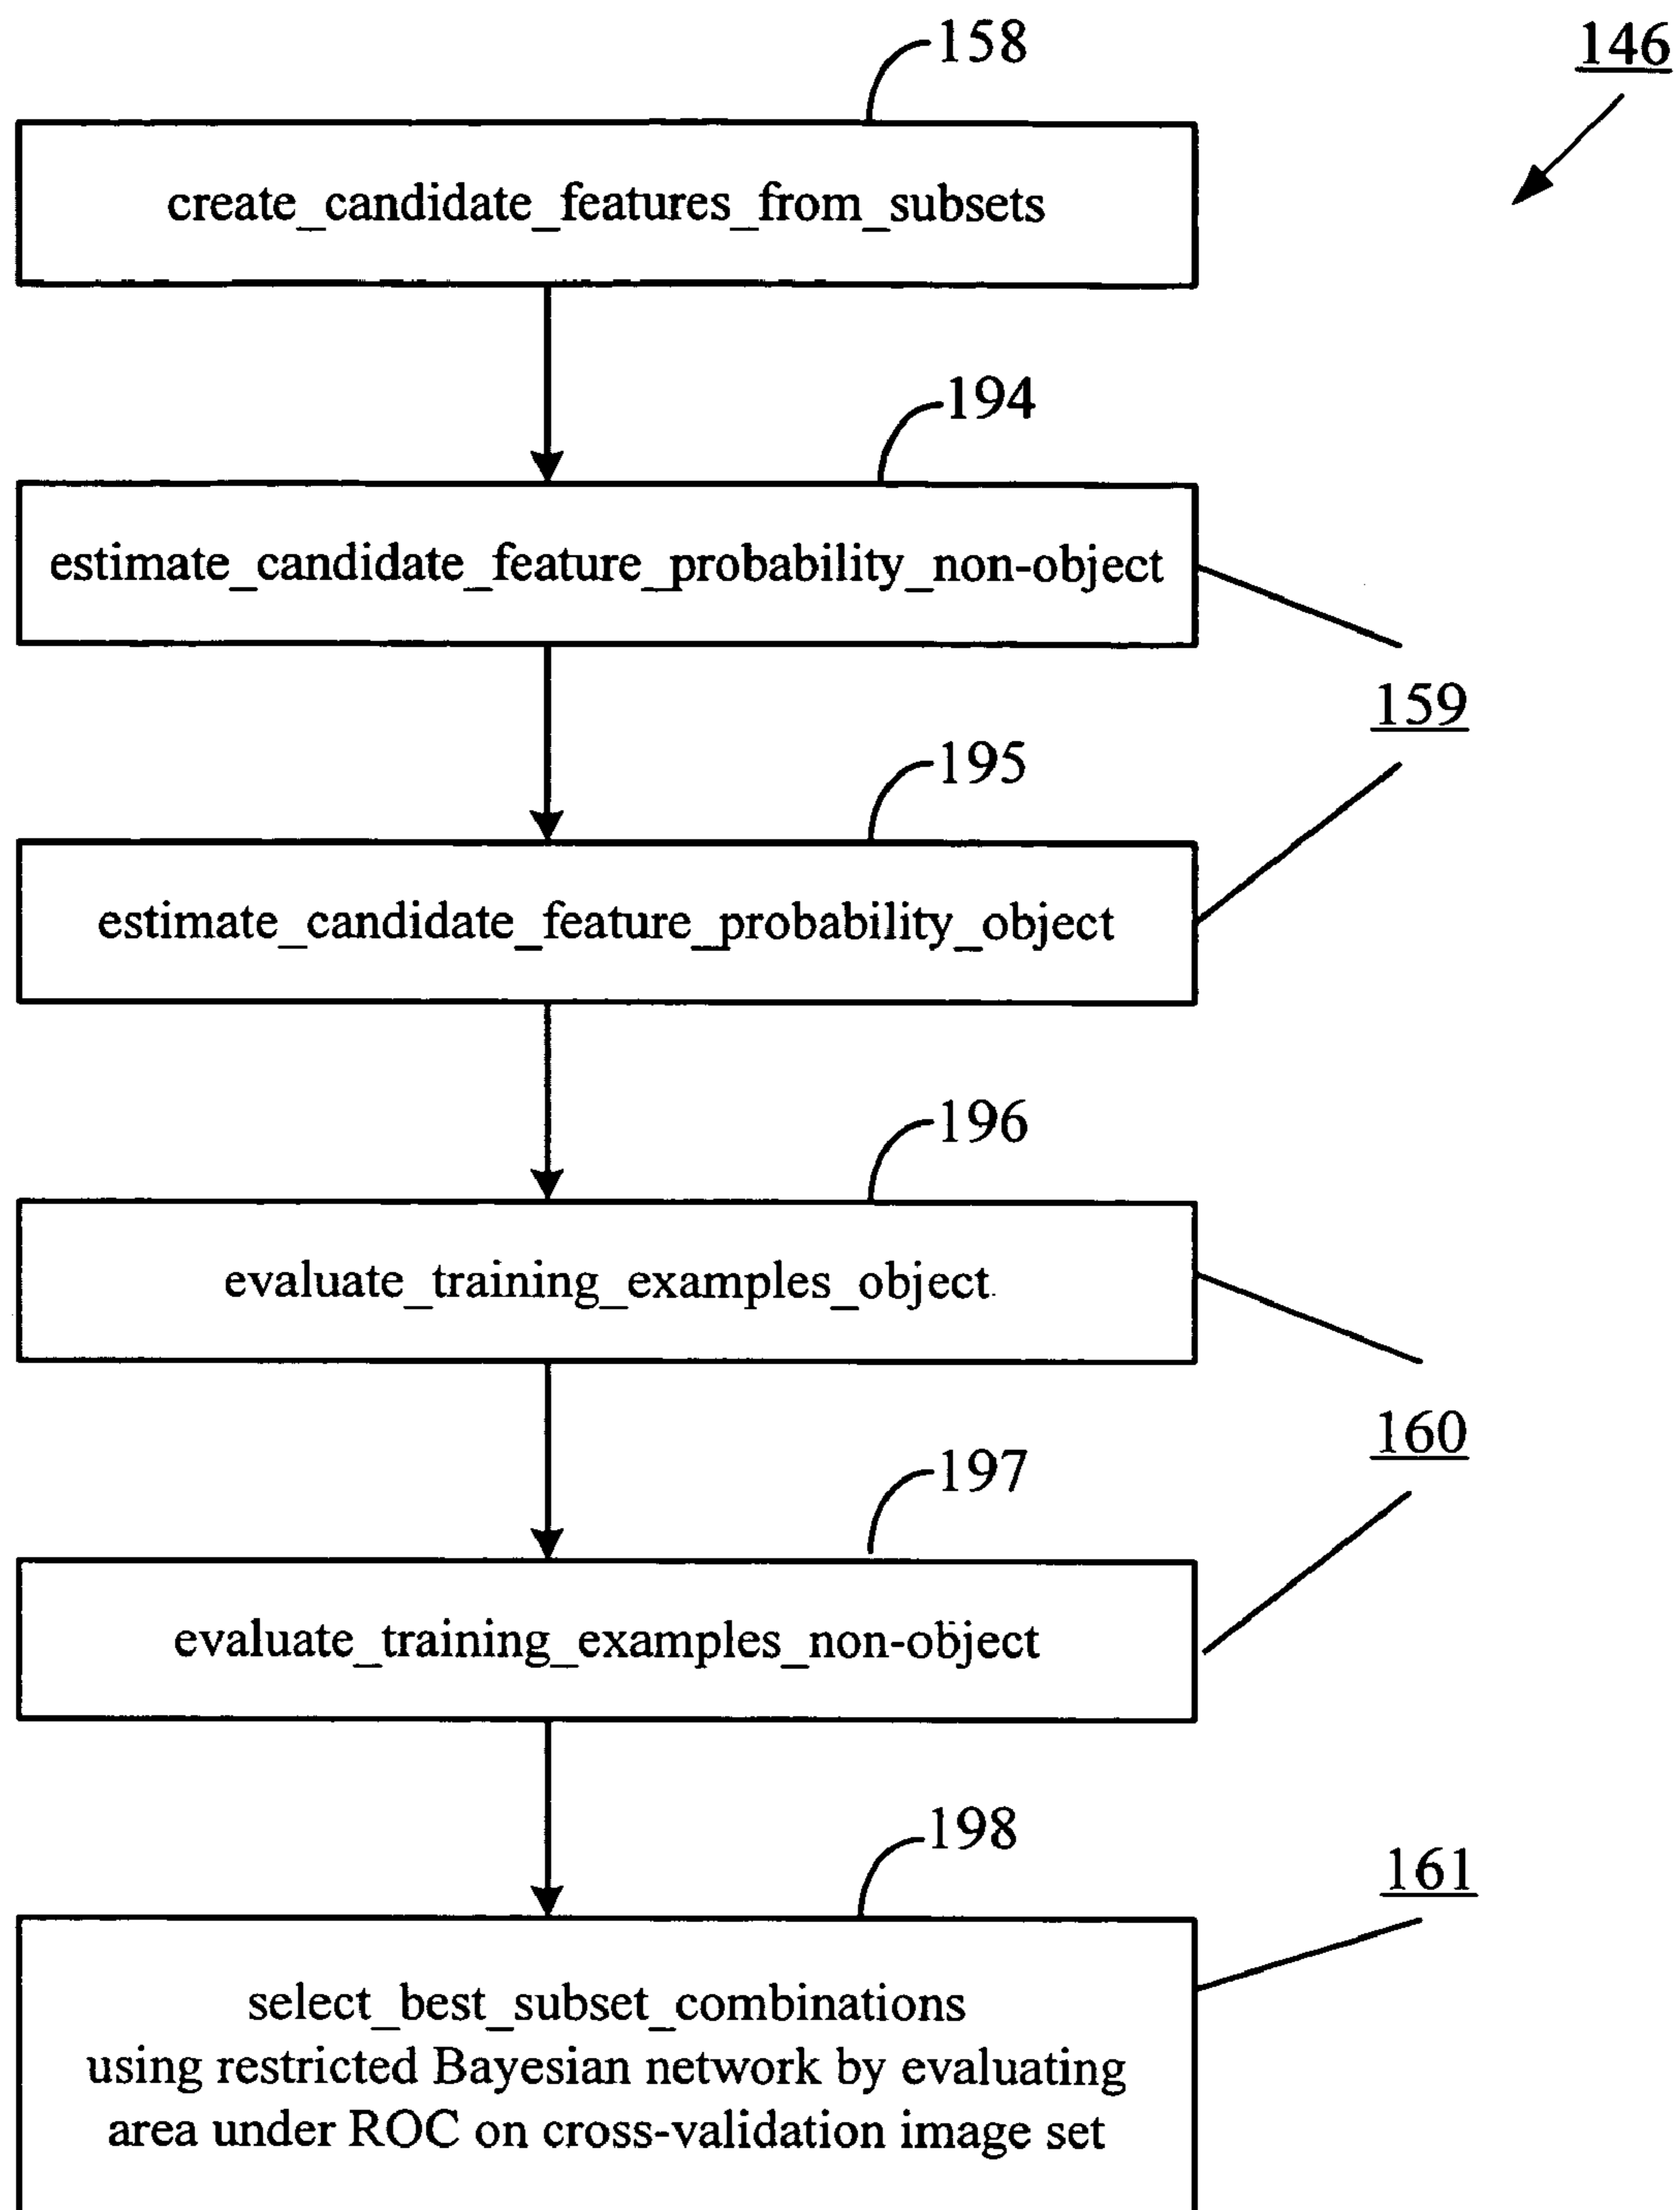 158
146
create_candidate_features_from_subsets
194
estimate_candidate_feature_probability_non-object
159
195
estimate_candidate_feature_probability_object
196
evaluate_training_examples_object
160
197
evaluate_training_examples_non-object
198
161
select_best_subset_combinations
using restricted Bayesian network by evaluating
area under ROC on cross-validation image set